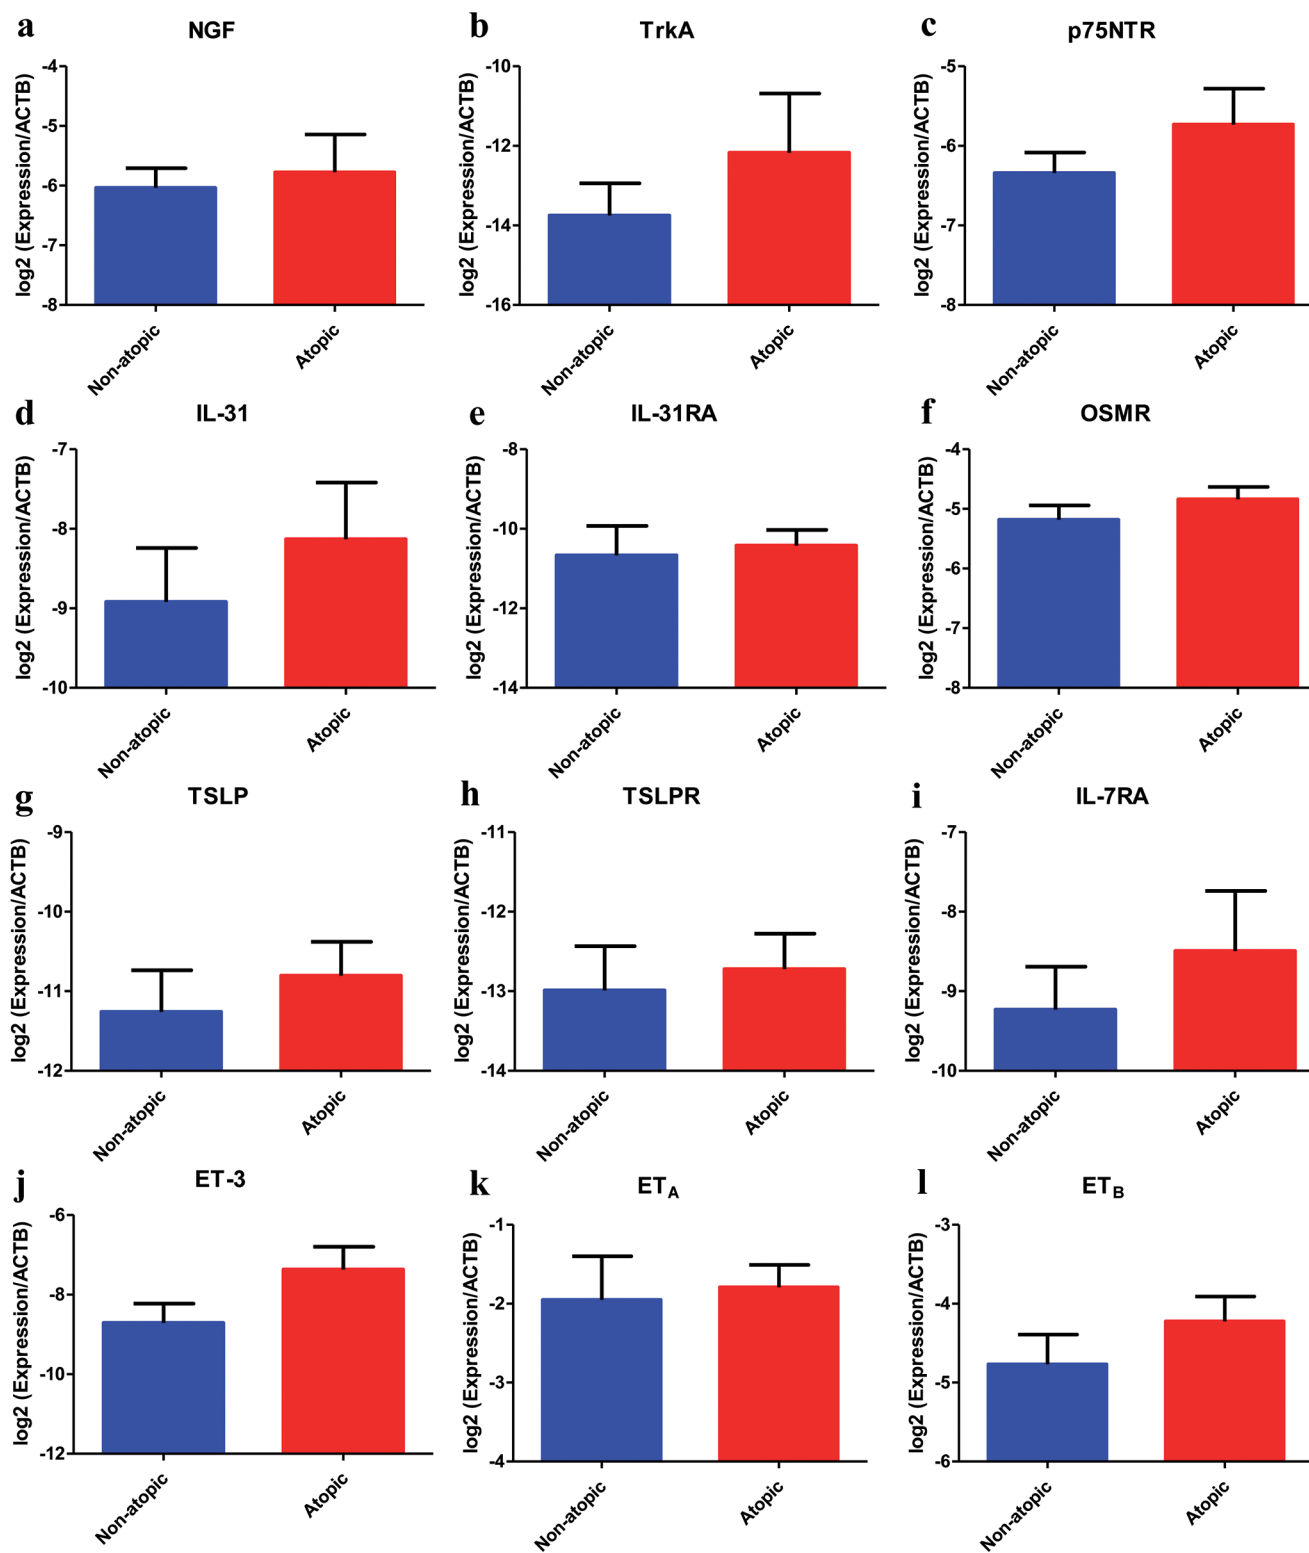 a NGF
log2 (Expression/ACTB)
-4
-5
-6
-7
-8
Non-atopic
Atopic
b TrkA
log2 (Expression/ACTB)
-10
-12
-14
-16
Non-atopic
Atopic
c p75NTR
log2 (Expression/ACTB)
-5
-6
-7
-8
Non-atopic
Atopic
d IL-31
log2 (Expression/ACTB)
-7
-8
-9
-10
Non-atopic
Atopic
e IL-31RA
log2 (Expression/ACTB)
-8
-10
-12
-14
Non-atopic
Atopic
f OSMR
log2 (Expression/ACTB)
-4
-5
-6
-7
-8
Non-atopic
Atopic
g TSLP
log2 (Expression/ACTB)
-9
-10
-11
-12
Non-atopic
Atopic
h TSLPR
log2 (Expression/ACTB)
-11
-12
-13
-14
Non-atopic
Atopic
i IL-7RA
log2 (Expression/ACTB)
-7
-8
-9
-10
Non-atopic
Atopic
j ET-3
log2 (Expression/ACTB)
-6
-8
-10
-12
Non-atopic
Atopic
k ETA
log2 (Expression/ACTB)
-1
-2
-3
-4
Non-atopic
Atopic
l ETB
log2 (Expression/ACTB)
-3
-4
-5
-6
Non-atopic
Atopic